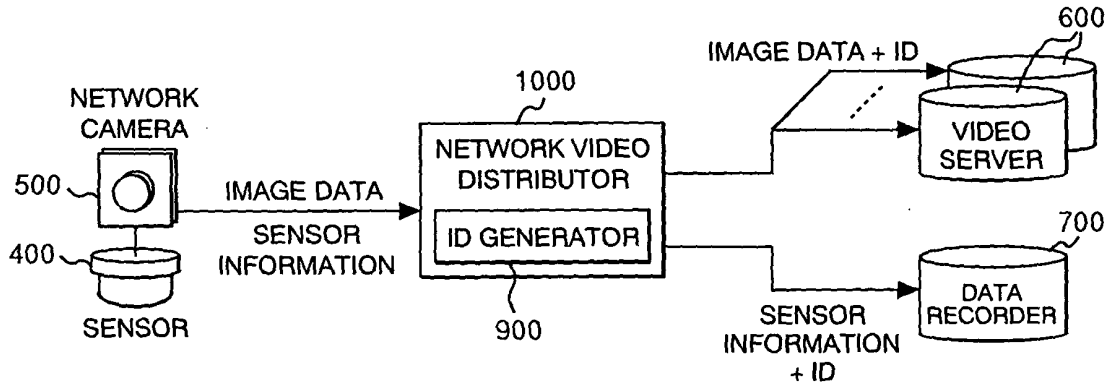 600
IMAGE DATA + ID
1000
NETWORK
CAMERA
NETWORK VIDEO
DISTRIBUTOR
VIDEO
SERVER
500
IMAGE DATA
ID GENERATOR
SENSOR
INFORMATION
700
400
900
DATA
RECORDER
SENSOR
SENSOR
INFORMATION
+ ID